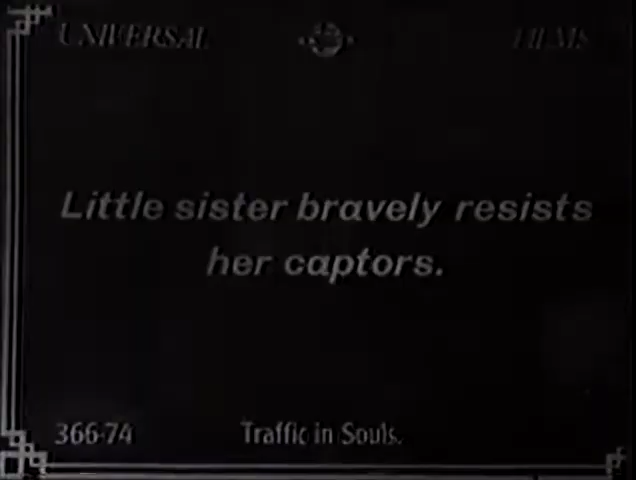 UNIVERSAL FILMS
Little sister bravely resists
her captors.
366-74 Traffic in Souls.